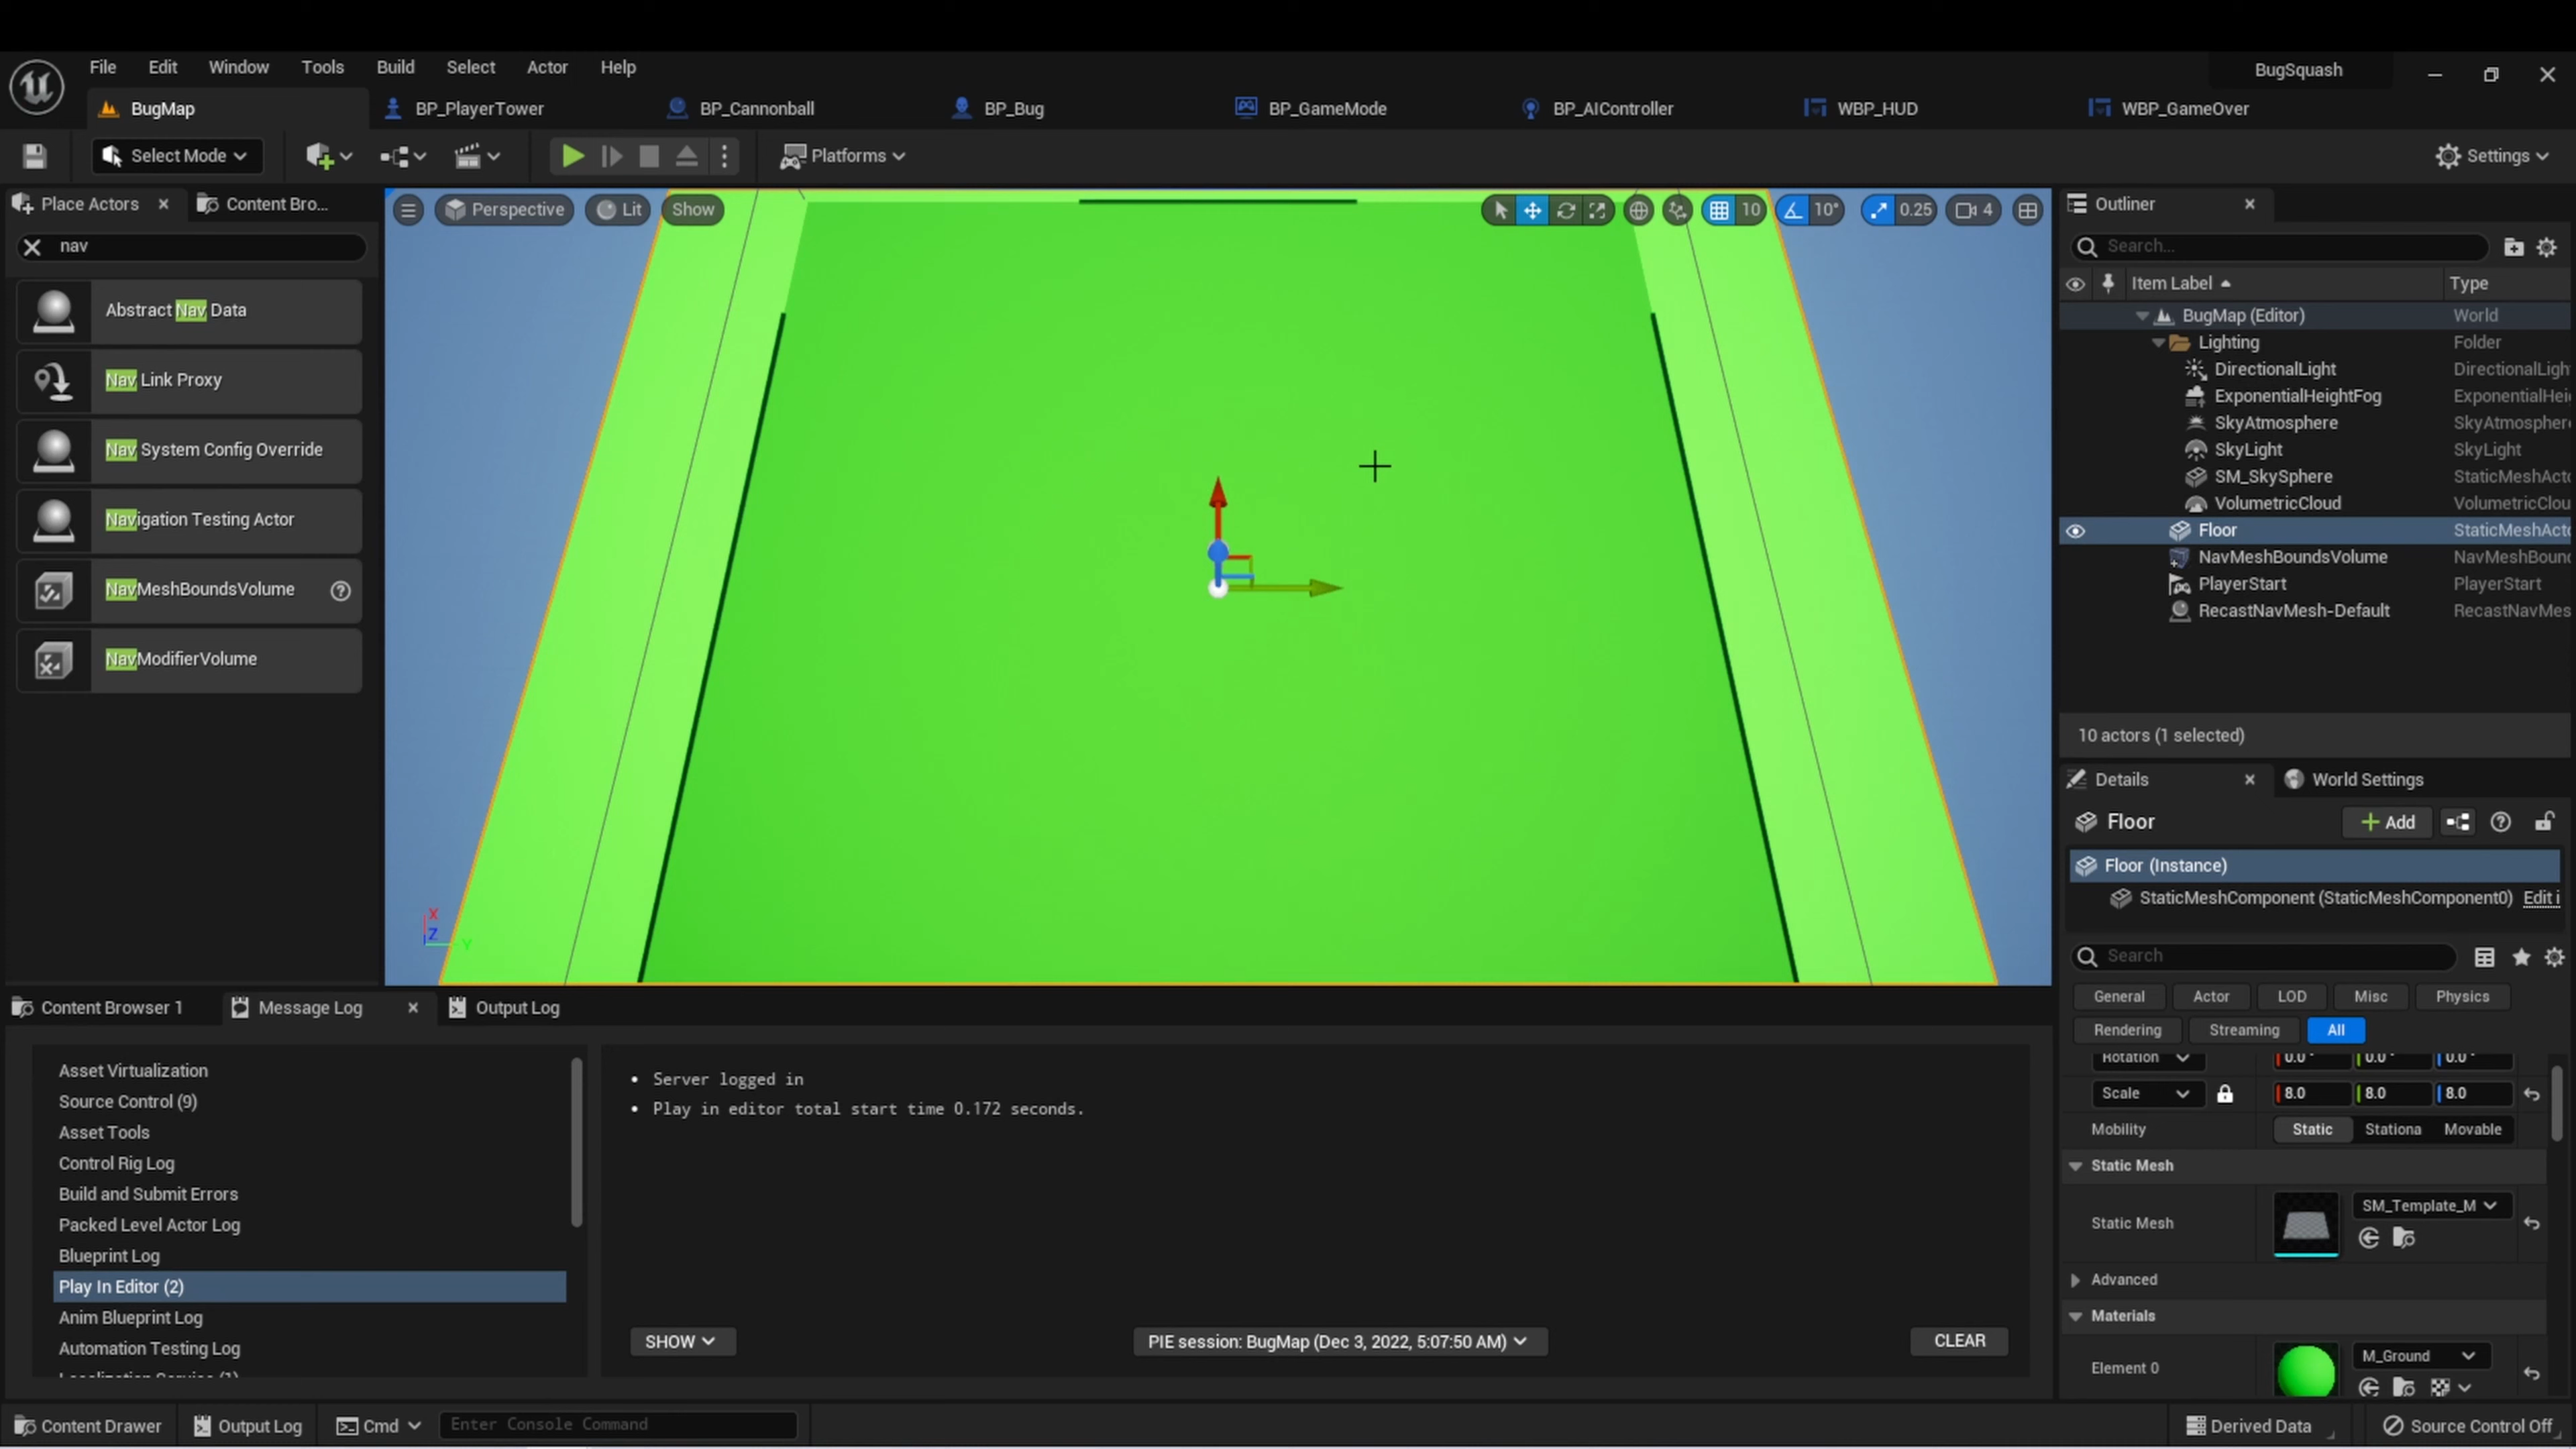 File Edit Window Tools Build Select Actor Help
BugSquash
BugMap BP_PlayerTower BP_Cannonball BP_Bug BP_GameMode BP_AIController WBP_HUD WBP_GameOver
Select Mode Platforms Settings
Place Actors Content Bro...
nav
Abstract Nav Data
Nav Link Proxy
Nav System Config Override
Navigation Testing Actor
NavMeshBoundsVolume
NavModifierVolume
Perspective Lit Show 10 10° 0.25 4
X
Z Y
Outliner
Search...
Item Label Type
BugMap (Editor) World
Lighting Folder
DirectionalLight DirectionalLigh
ExponentialHeightFog ExponentialHei
SkyAtmosphere SkyAtmosphere
SkyLight SkyLight
SM_SkySphere StaticMeshActo
VolumetricCloud VolumetricClou
Floor StaticMeshActo
NavMeshBoundsVolume NavMeshBoun
PlayerStart PlayerStart
RecastNavMesh-Default RecastNavMes
10 actors (1 selected)
Details World Settings
Floor Add
Floor (Instance)
StaticMeshComponent (StaticMeshComponent0) Edit i
Search
General Actor LOD Misc Physics
Rendering Streaming All
Rotation 0.0° 0.0° 0.0°
Scale 8.0 8.0 8.0
Mobility Static Stationa Movable
Static Mesh
Static Mesh SM_Template_M
Advanced
Materials
Element 0 M_Ground
Content Browser 1 Message Log Output Log
Asset Virtualization
Source Control (9)
Asset Tools
Control Rig Log
Build and Submit Errors
Packed Level Actor Log
Blueprint Log
Play In Editor (2)
Anim Blueprint Log
Automation Testing Log
Localization Service (1)
• Server logged in
• Play in editor total start time 0.172 seconds.
SHOW PIE session: BugMap (Dec 3, 2022, 5:07:50 AM) CLEAR
Content Drawer Output Log Cmd Enter Console Command Derived Data Source Control Off